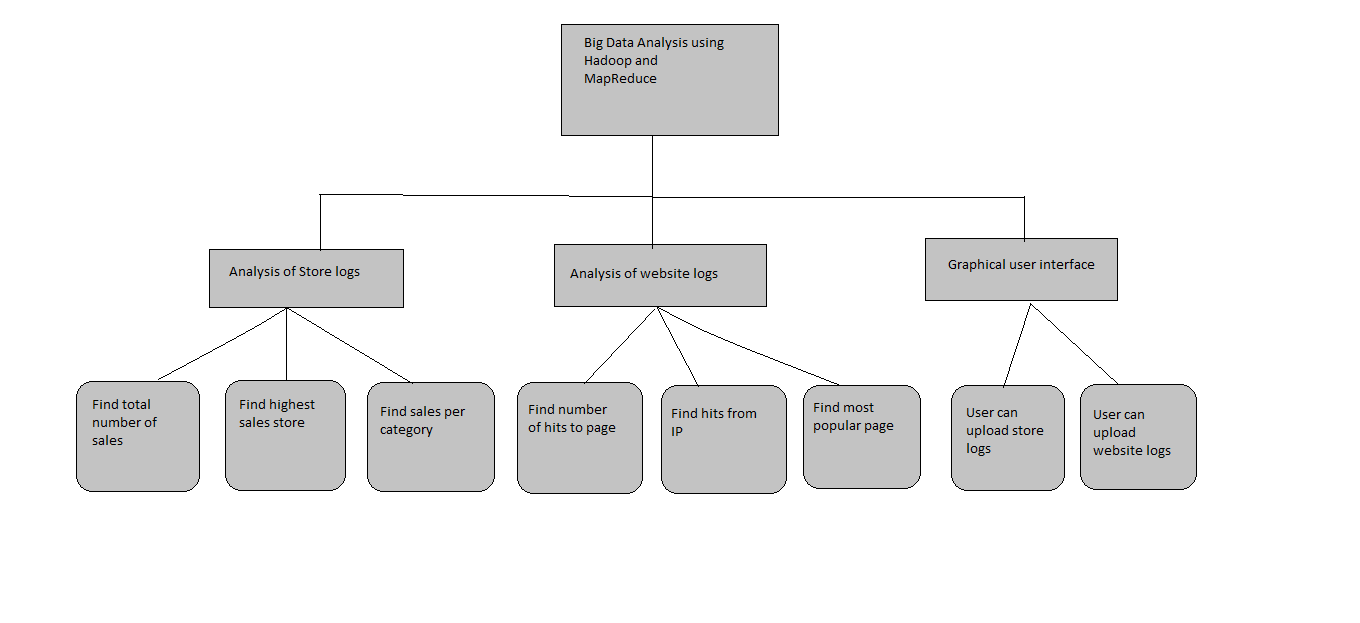 Big Data Analysis using
Hadoop and
MapReduce
Analysis of Store logs
Analysis of website logs
Graphical user interface
Find total
number of
sales
Find highest
sales store
Find sales per
category
Find number
of hits to page
Find hits from
IP
Find most
popular page
User can
upload store
logs
User can
upload
website logs